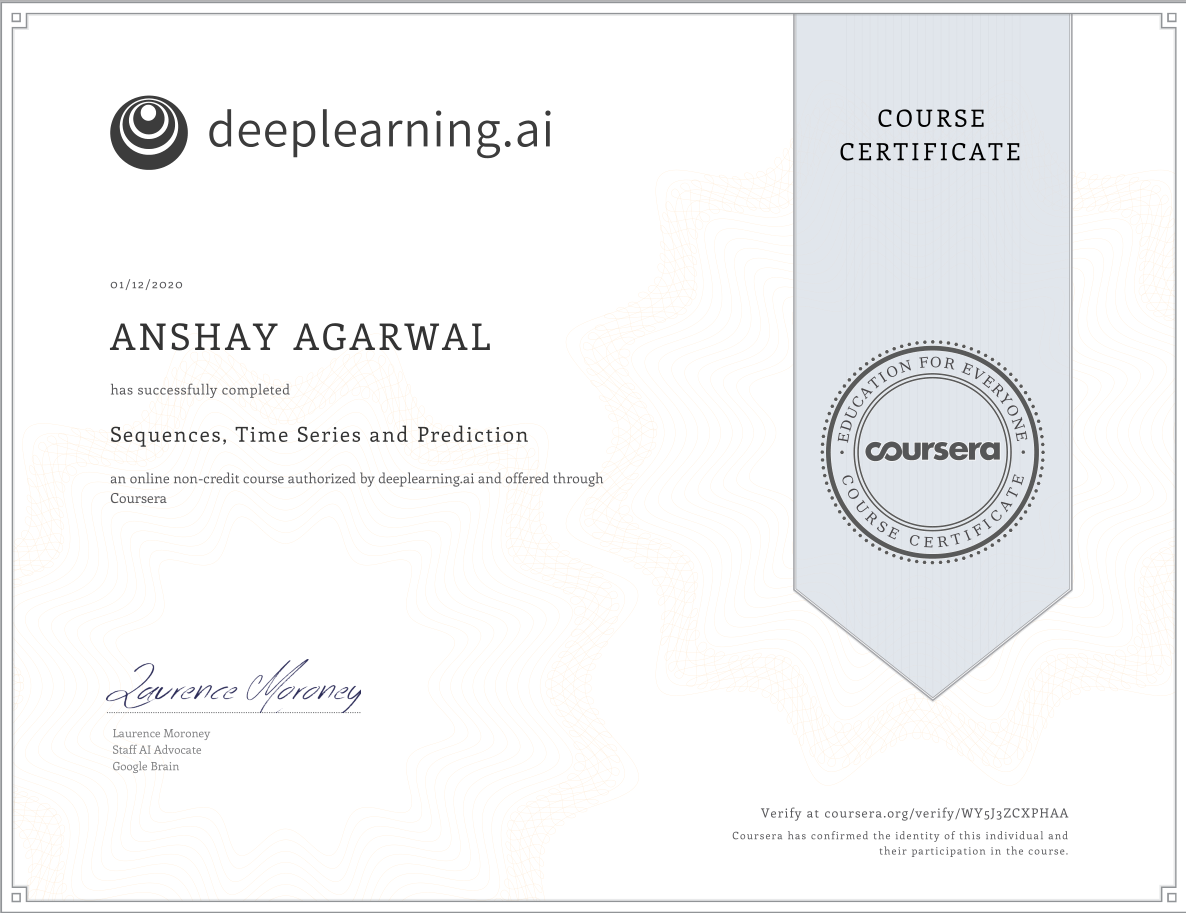 deeplearning.ai
COURSE
CERTIFICATE
01/12/2020
ANSHAY AGARWAL
has successfully completed
Sequences, Time Series and Prediction
an online non-credit course authorized by deeplearning.ai and offered through
Coursera
EDUCATION FOR EVERYONE
coursera
COURSE CERTIFICATE
Laurence Moroney
Laurence Moroney
Staff AI Advocate
Google Brain
Verify at coursera.org/verify/WY5J3ZCXPHAA
Coursera has confirmed the identity of this individual and
their participation in the course.